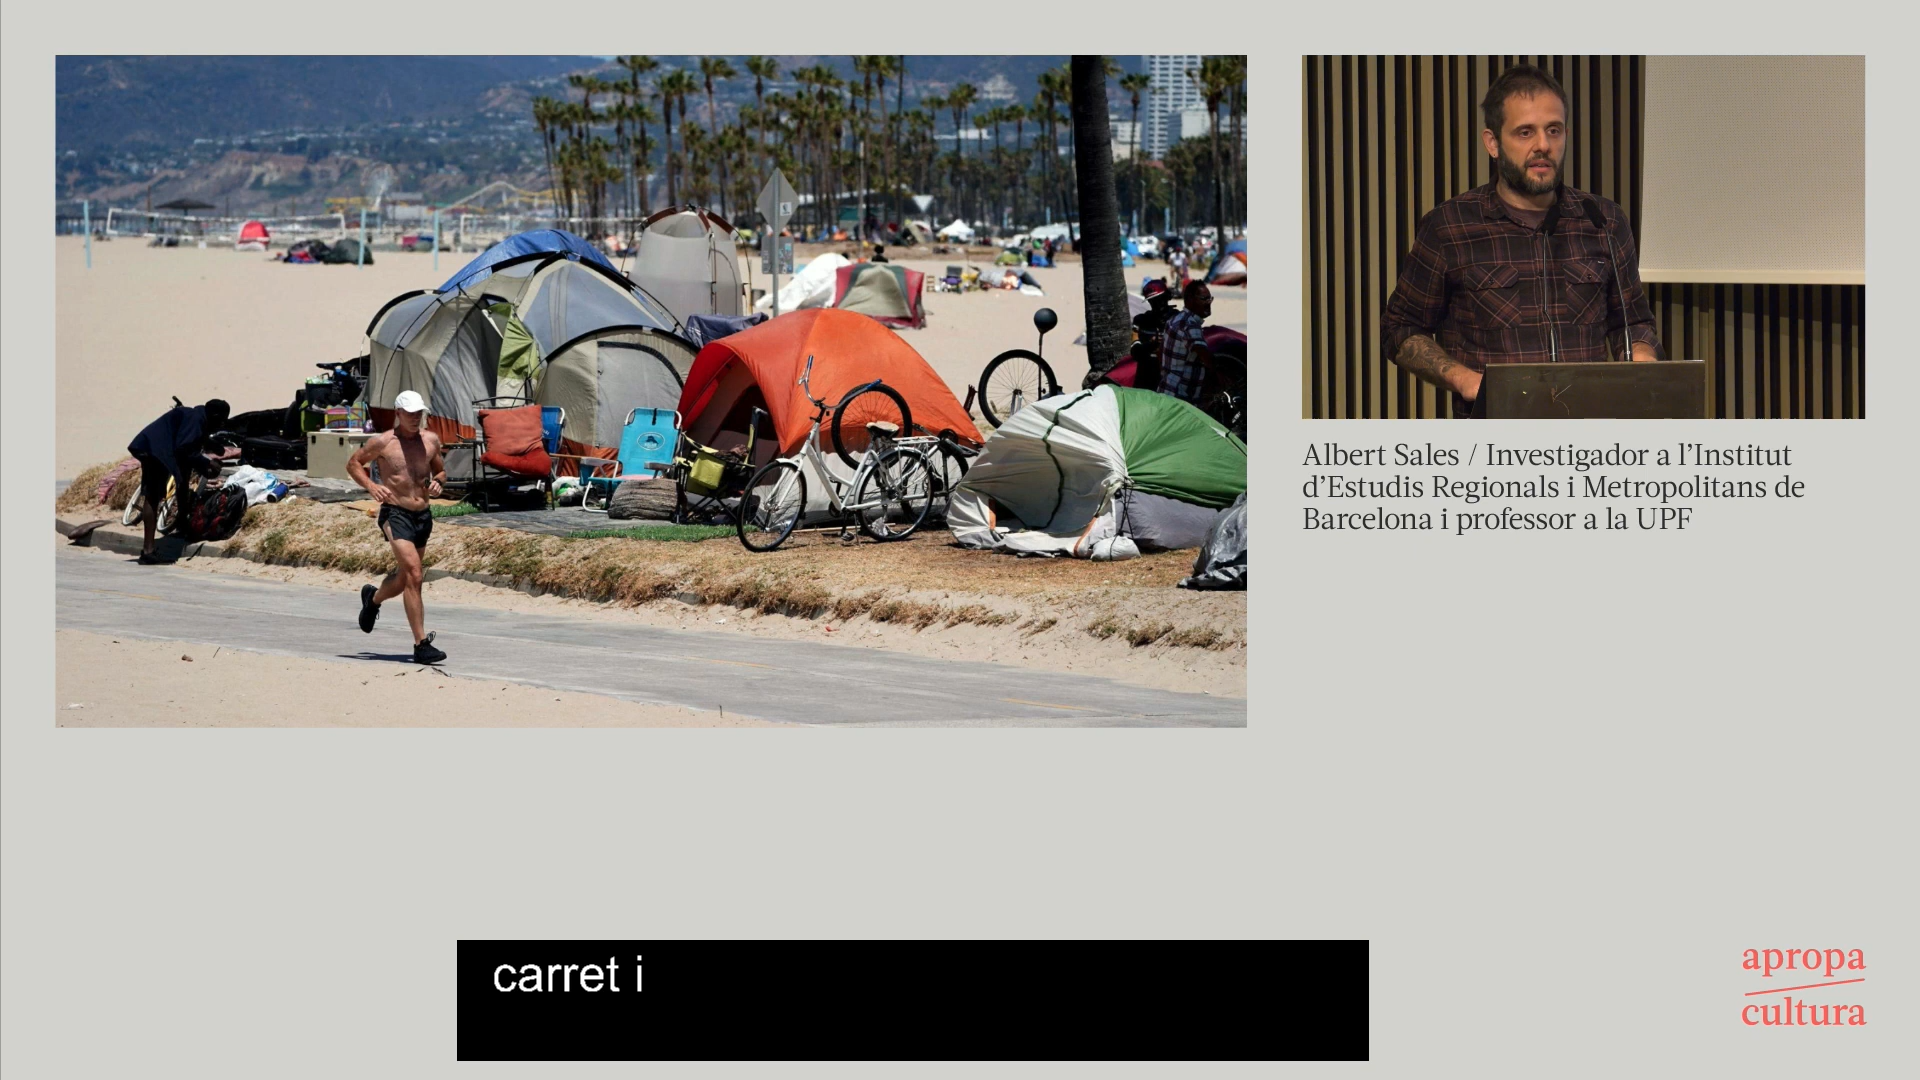 Albert Sales / Investigador a l’Institut
d’Estudis Regionals i Metropolitans de
Barcelona i professor a la UPF
carret i
apropa
cultura